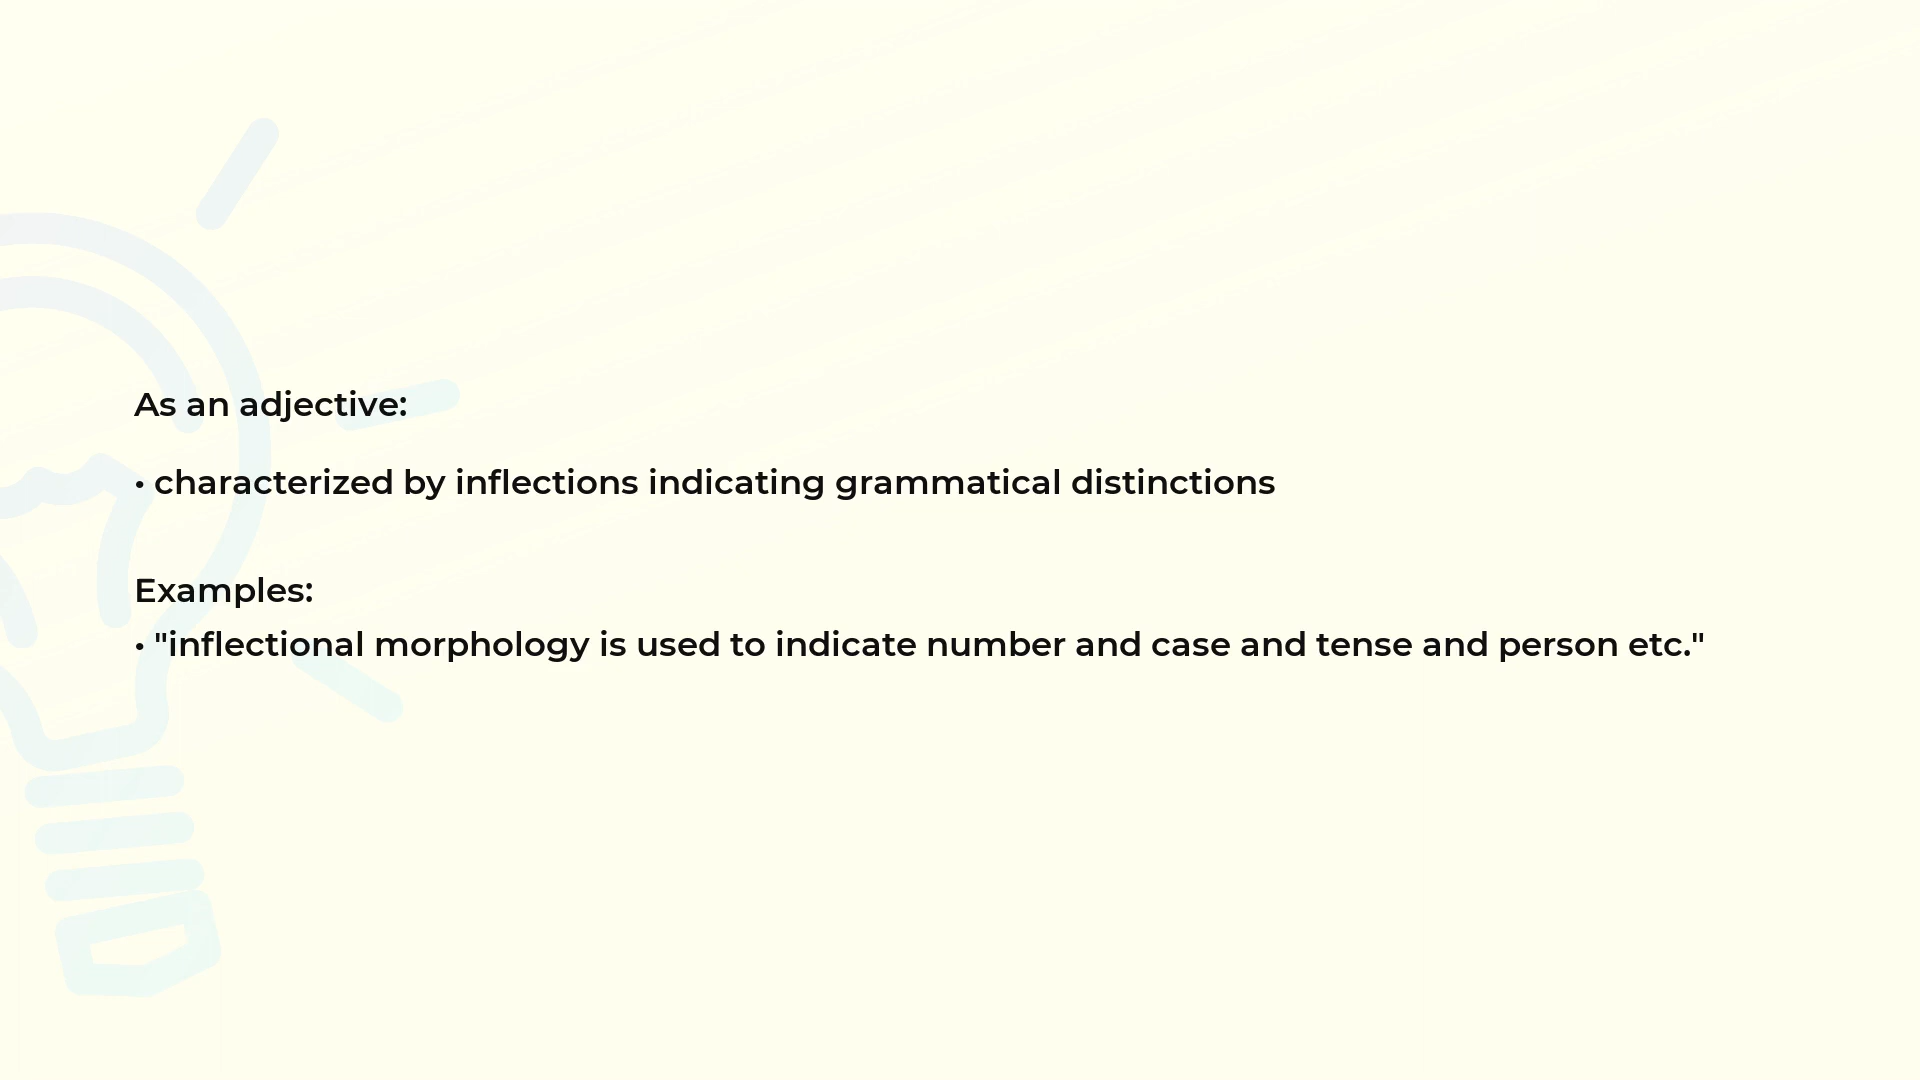 As an adjective:
• characterized by inflections indicating grammatical distinctions
Examples:
• "inflectional morphology is used to indicate number and case and tense and person etc."